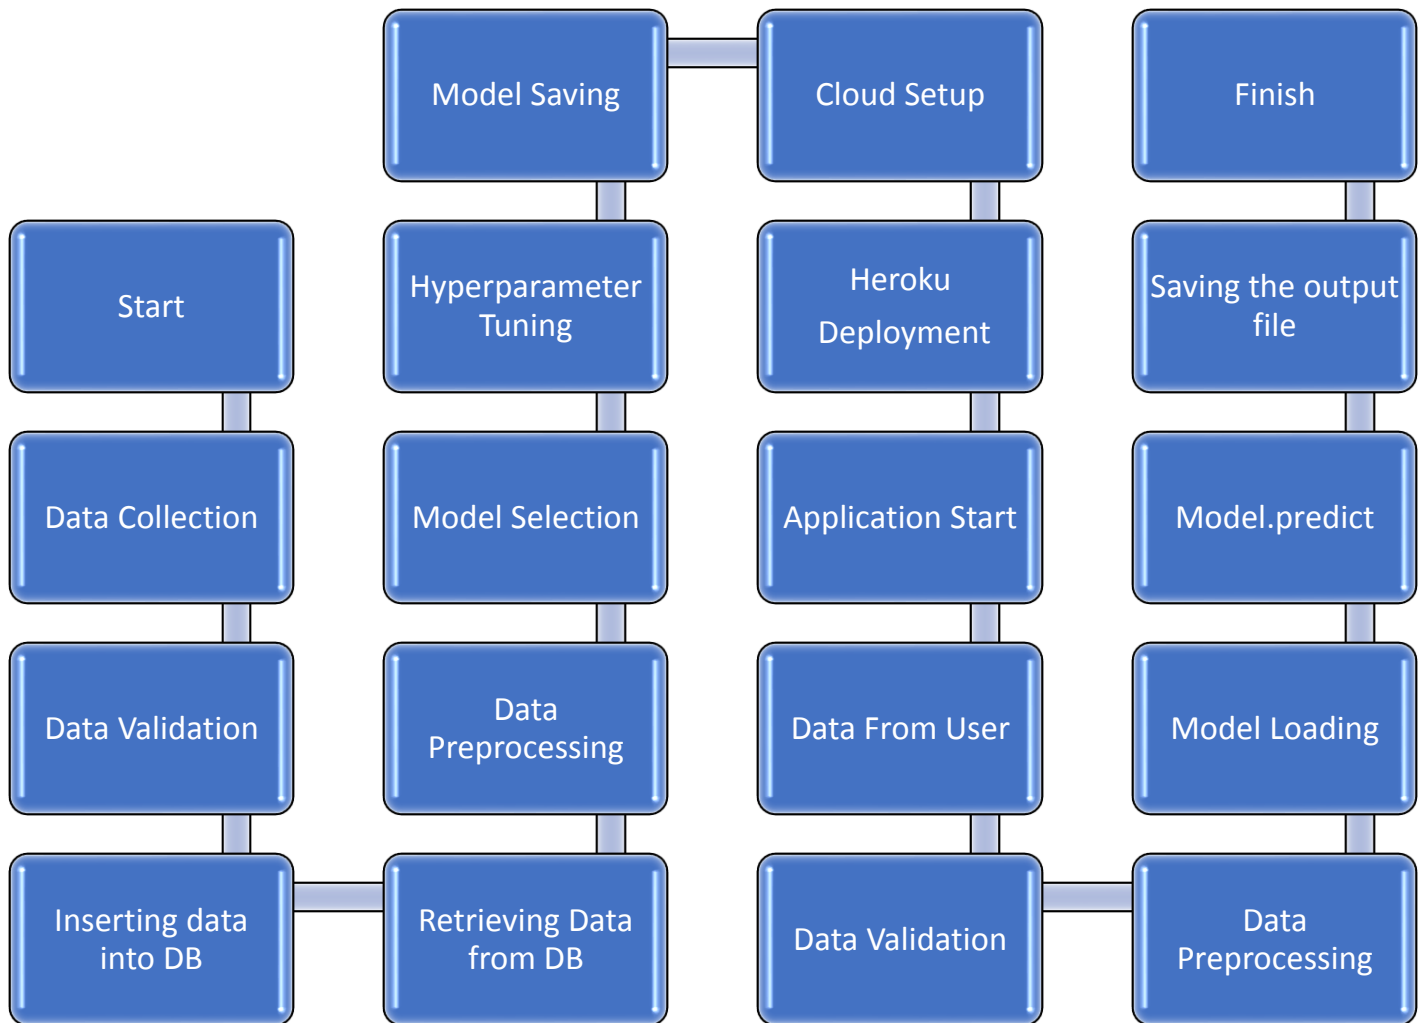 Start
Data Collection
Data Validation
Inserting data
into DB
Retrieving Data
from DB
Data
Preprocessing
Model Selection
Hyperparameter
Tuning
Model Saving
Cloud Setup
Heroku
Deployment
Application Start
Data From User
Data Validation
Data
Preprocessing
Model Loading
Model.predict
Saving the output
file
Finish